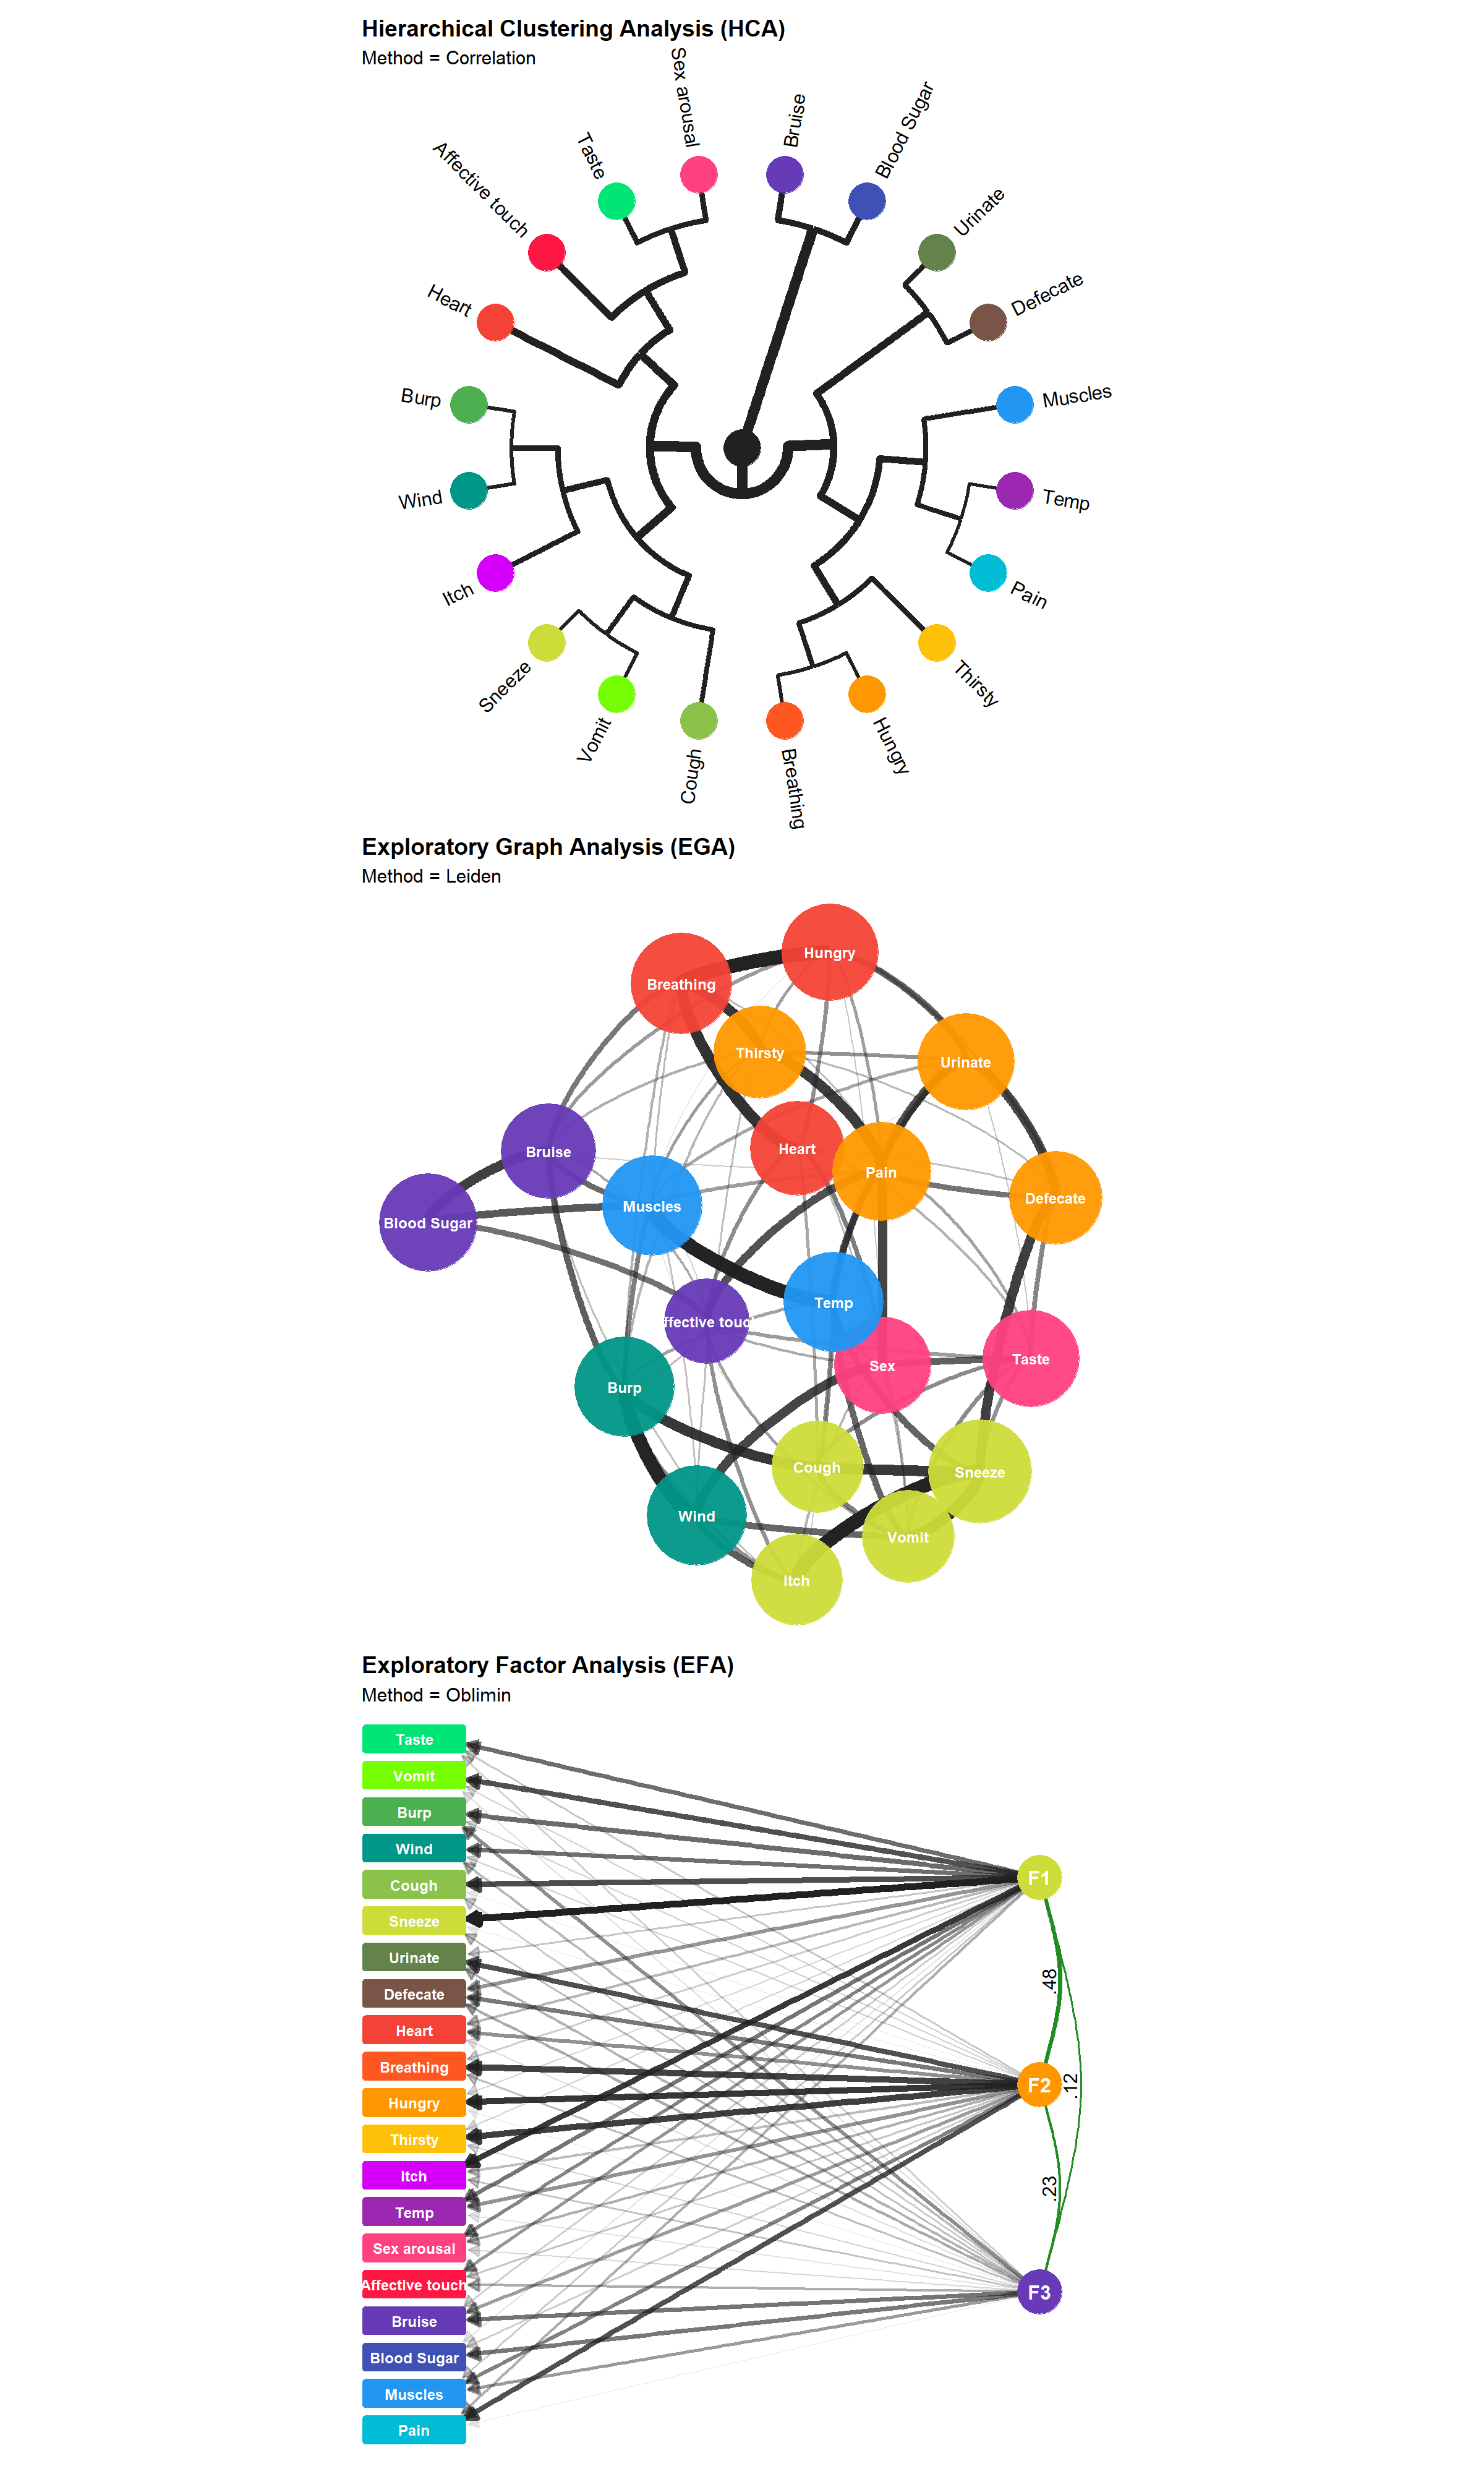 Hierarchical Clustering Analysis (HCA)
Method = Correlation
Sex arousal
Bruise
Blood Sugar
Taste
Affective touch
Urinate
Heart
Defecate
Burp
Muscles
Wind
Temp
Itch
Pain
Sneeze
Thirsty
Vomit
Hungry
Cough
Breathing
Exploratory Graph Analysis (EGA)
Method = Leiden
Hungry
Breathing
Thirsty
Urinate
Heart
Bruise
Pain
Defecate
Muscles
Blood Sugar
Temp
ffective touc
Taste
Sex
Burp
Cough
Sneeze
Wind
Vomit
Itch
Exploratory Factor Analysis (EFA)
Method = Oblimin
Taste
Vomit
Burp
Wind
Cough
F1
Sneeze
Urinate
.48
Defecate
Heart
Breathing
F2
.12
Hungry
Thirsty
Itch
.23
Temp
Sex arousal
Affective touch
F3
Bruise
Blood Sugar
Muscles
Pain